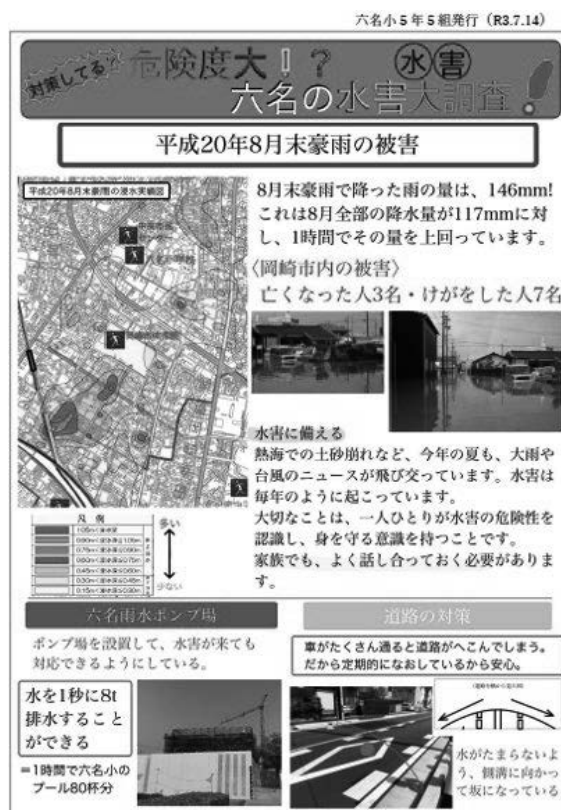 六名小5年5組発行（R3.7.14）
対策してる？
危険度大！？
水害
六名の水害大調査！
平成20年8月末豪雨の被害
平成20年8月末豪雨の浸水実績図
8月末豪雨で降った雨の量は、146mm!
これは8月全部の降水量が117mmに対
し、1時間でその量を上回っています。
〈岡崎市内の被害〉
亡くなった人3名・けがをした人7名
水害に備える
熱海での土砂崩れなど、今年の夏も、大雨や
台風のニュースが飛び交っています。水害は
毎年のように起こっています。
大切なことは、一人ひとりが水害の危険性を
認識し、身を守る意識を持つことです。
家族でも、よく話し合っておく必要がありま
す。
凡例
多い
少ない
六名雨水ポンプ場
ポンプ場を設置して、水害が来ても
対応できるようにしている。
水を1秒に8t
排水すること
ができる
=1時間で六名小の
プール80杯分
道路の対策
車がたくさん通ると道路がへこんでしまう。
だから定期的になおしているから安心。
水がたまらないよ
う、側溝に向かっ
て坂になっている